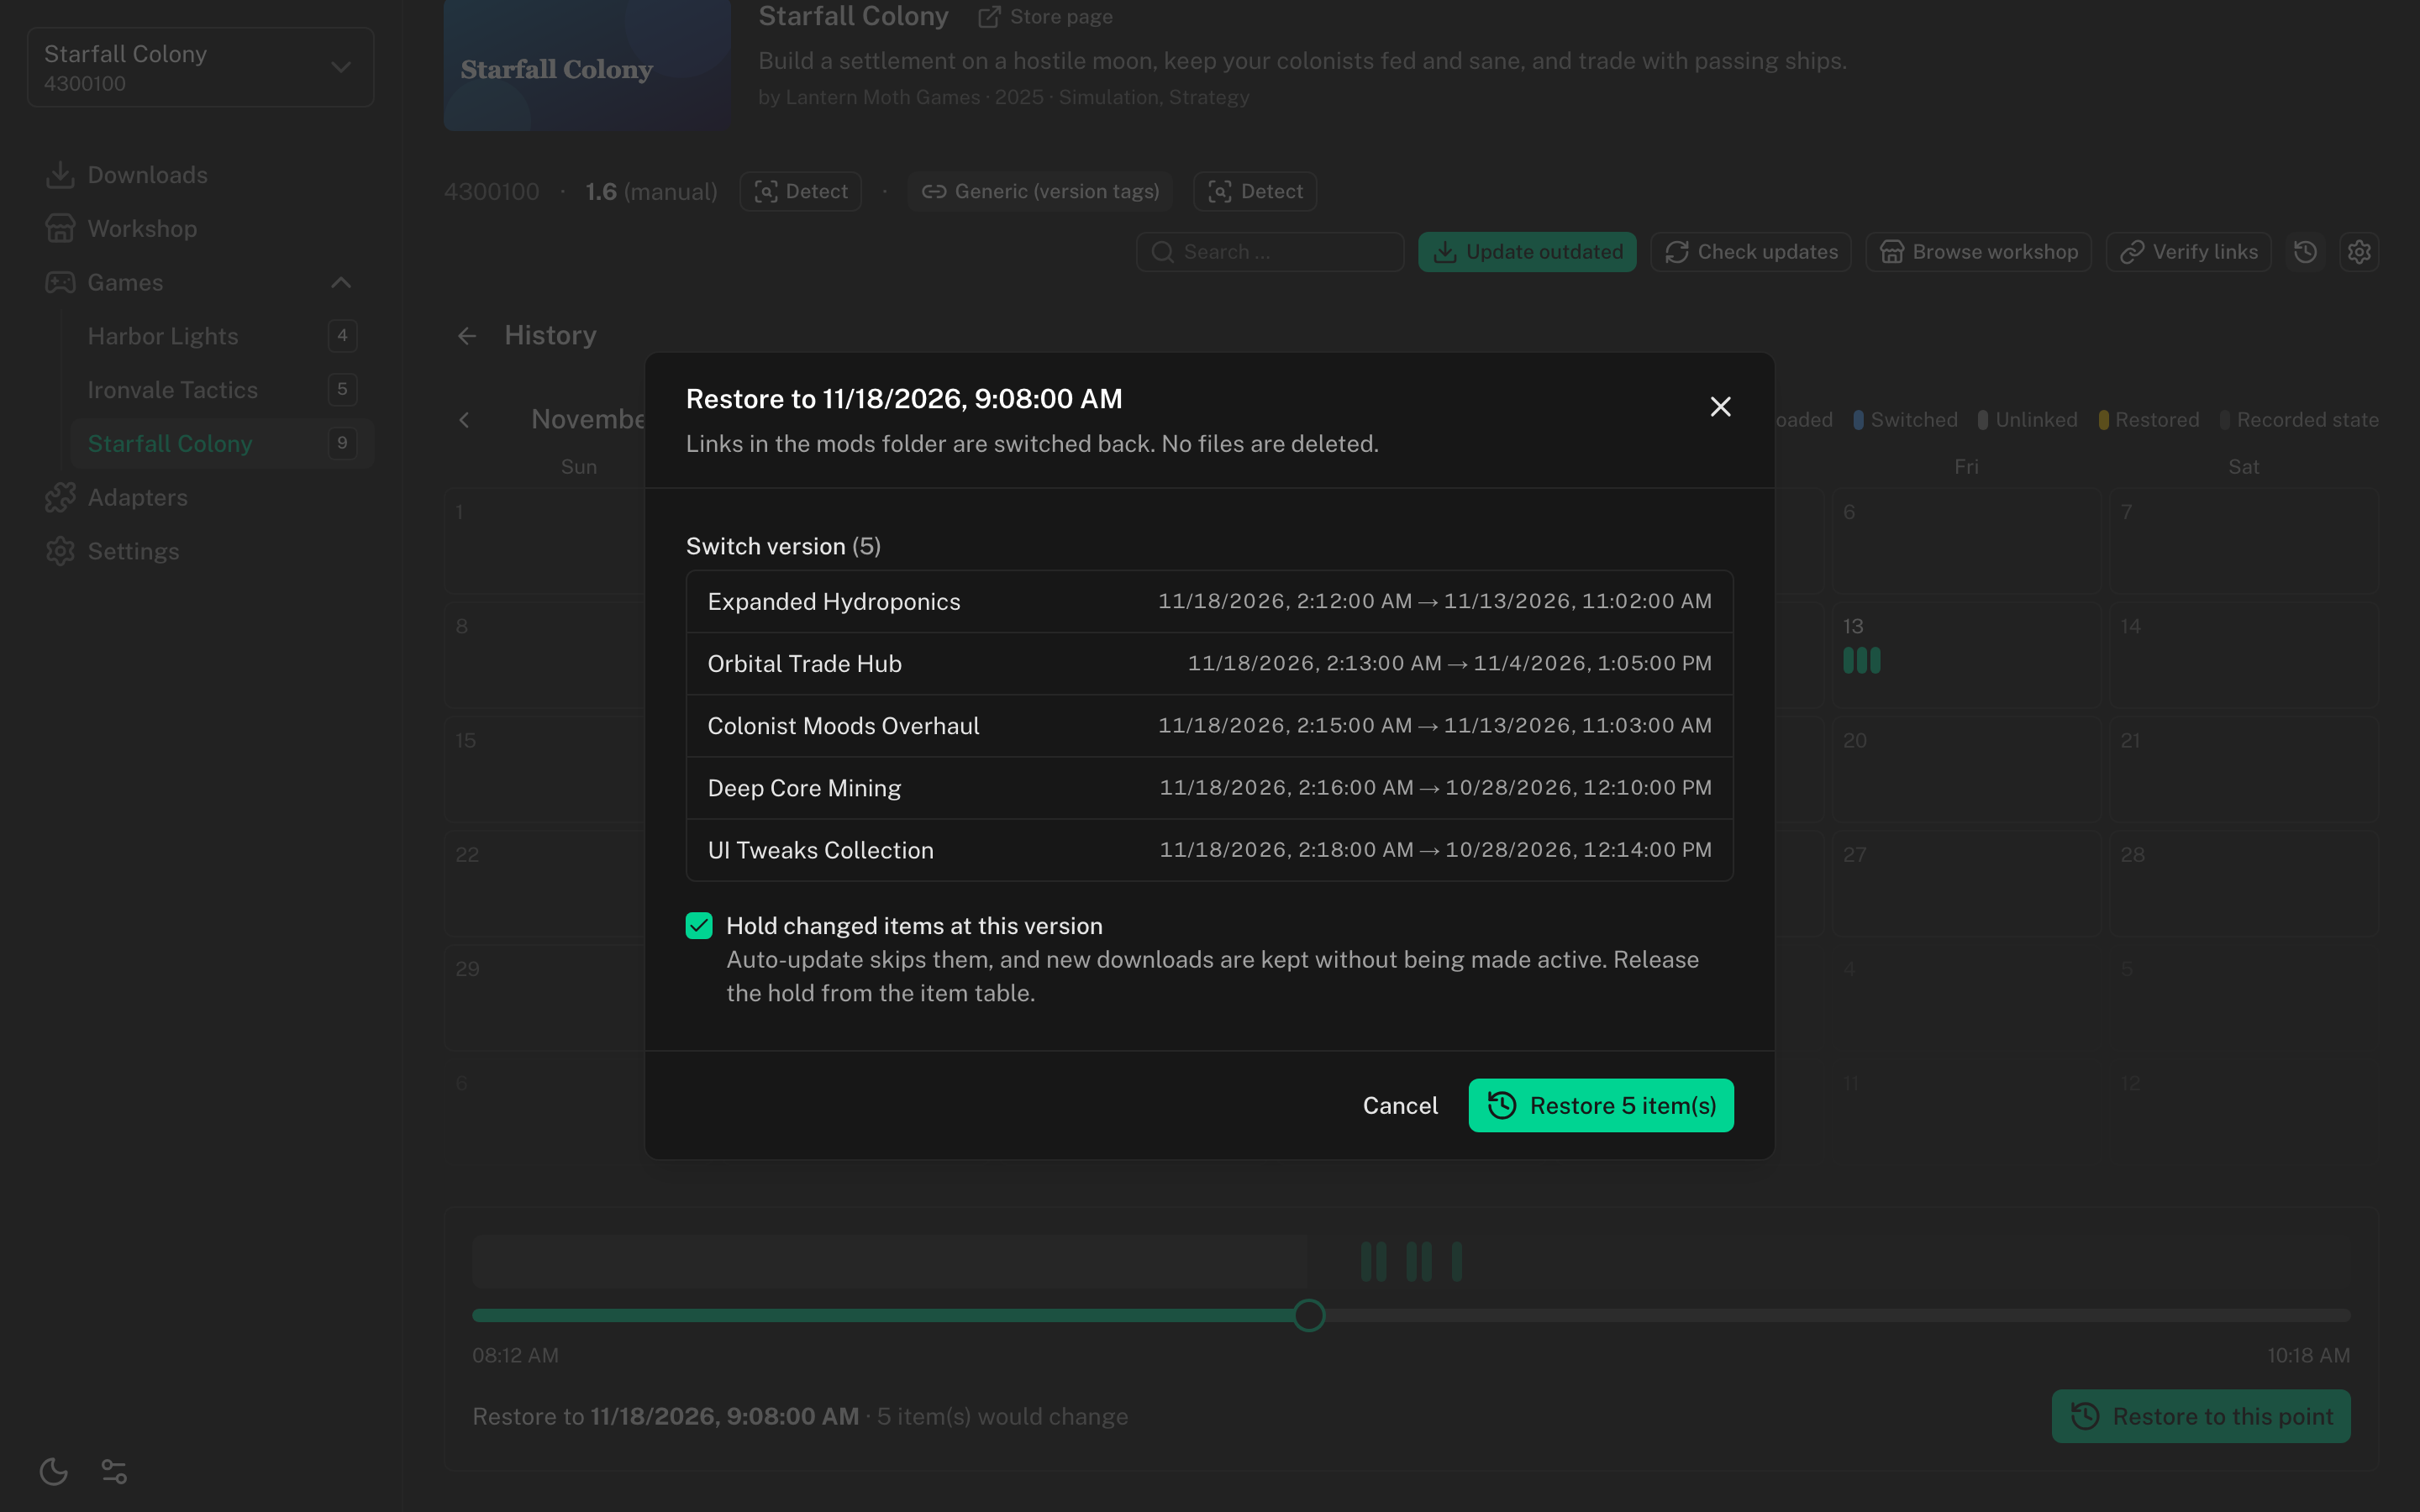 Starfall Colony
4300100
Downloads
Workshop
Games
Harbor Lights 4
Ironvale Tactics 5
Starfall Colony 9
Adapters
Settings
Starfall Colony
Starfall Colony Store page
Build a settlement on a hostile moon, keep your colonists fed and sane, and trade with passing ships.
by Lantern Moth Games · 2025 · Simulation, Strategy
4300100 · 1.6 (manual) Detect · Generic (version tags) Detect
Search ... Update outdated Check updates Browse workshop Verify links
History
Novembe
oaded Switched Unlinked Restored Recorded state
Sun Fri Sat
1 6 7
8 13 14
15 20 21
22 27 28
29 4 5
6 11 12
Restore to 11/18/2026, 9:08:00 AM
Links in the mods folder are switched back. No files are deleted.
Switch version (5)
Expanded Hydroponics 11/18/2026, 2:12:00 AM → 11/13/2026, 11:02:00 AM
Orbital Trade Hub 11/18/2026, 2:13:00 AM → 11/4/2026, 1:05:00 PM
Colonist Moods Overhaul 11/18/2026, 2:15:00 AM → 11/13/2026, 11:03:00 AM
Deep Core Mining 11/18/2026, 2:16:00 AM → 10/28/2026, 12:10:00 PM
UI Tweaks Collection 11/18/2026, 2:18:00 AM → 10/28/2026, 12:14:00 PM
Hold changed items at this version
Auto-update skips them, and new downloads are kept without being made active. Release
the hold from the item table.
Cancel Restore 5 item(s)
08:12 AM 10:18 AM
Restore to 11/18/2026, 9:08:00 AM · 5 item(s) would change
Restore to this point